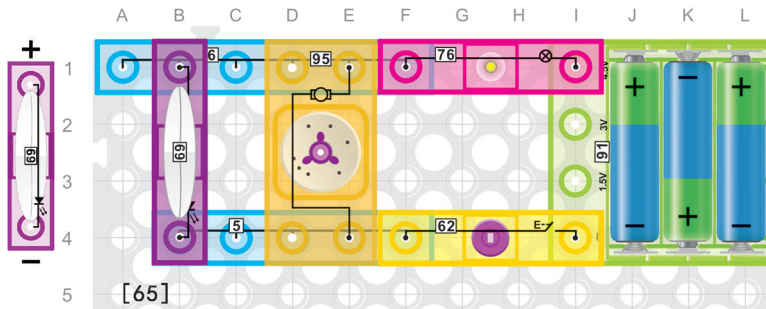 A B C D E F G H I J K L
+
1 6 95 76 4.5V + − +
2 3V
69 69 91
3 1.5V
− + −
4 5 62 E
−
5 [65]